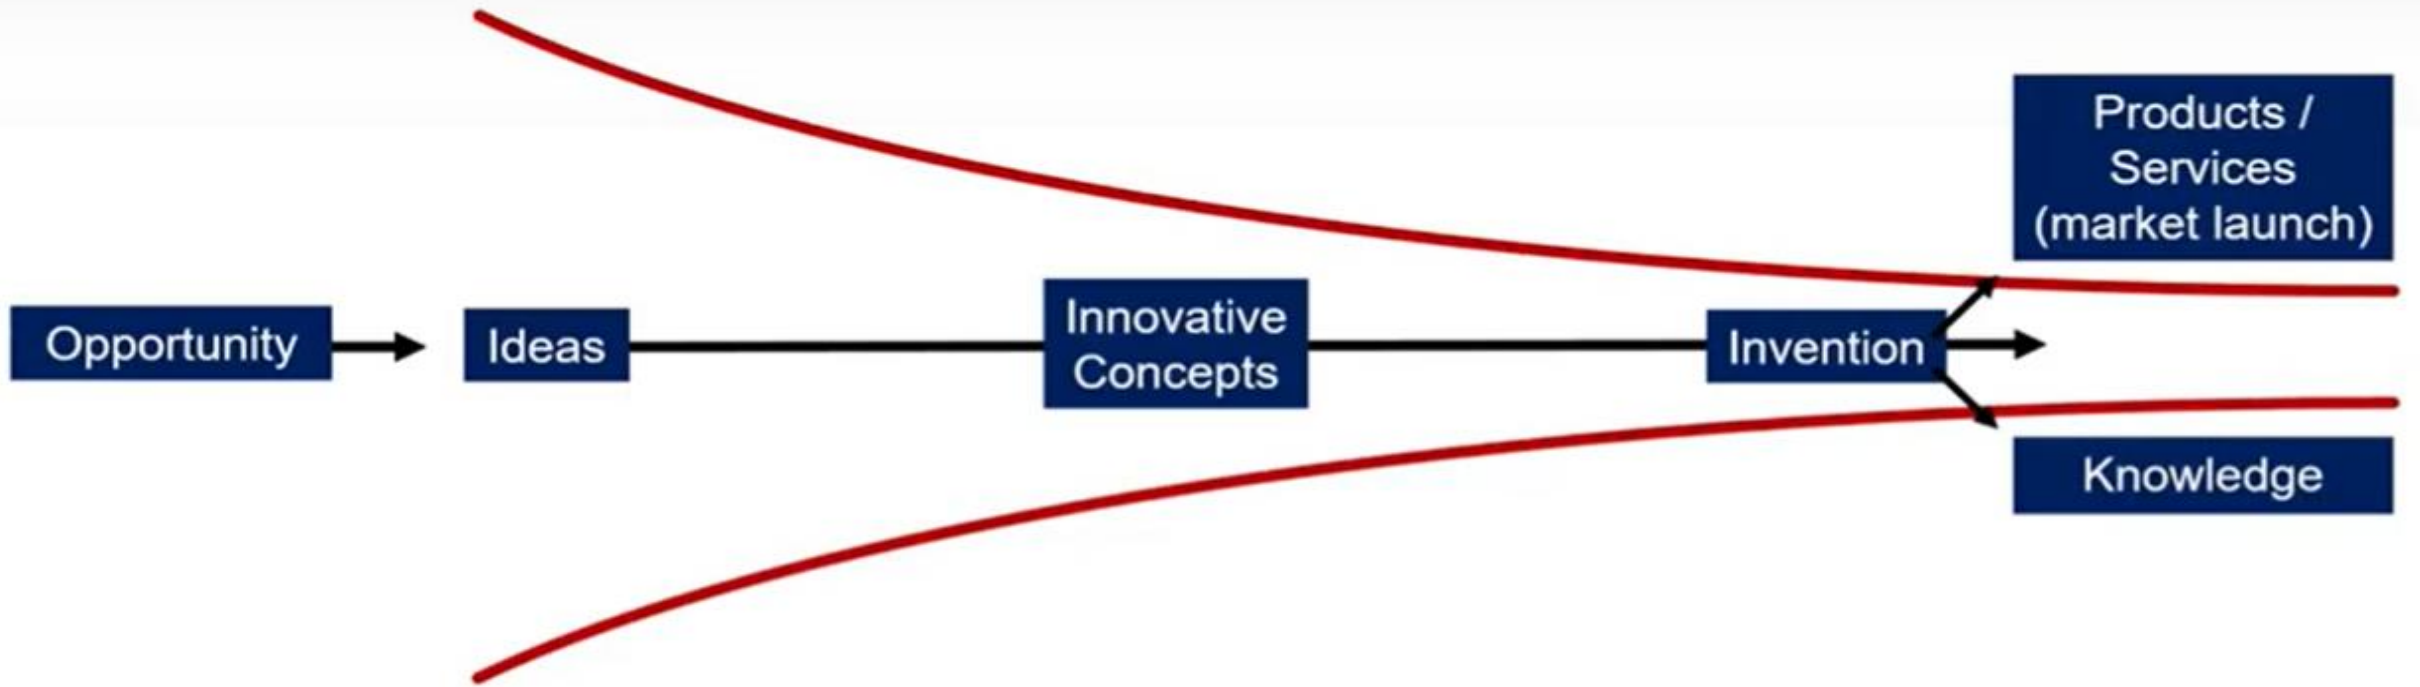 Opportunity
Ideas
Innovative
Concepts
Invention
Products /
Services
(market launch)
Knowledge